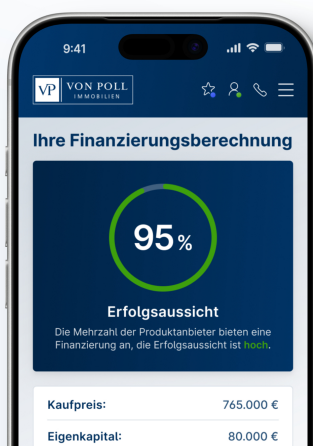 9:41
VP VON POLL
IMMOBILIEN
Ihre Finanzierungsberechnung
95 %
Erfolgsaussicht
Die Mehrzahl der Produktanbieter bieten eine
Finanzierung an, die Erfolgsaussicht ist hoch.
Kaufpreis: 765.000 €
Eigenkapital: 80.000 €